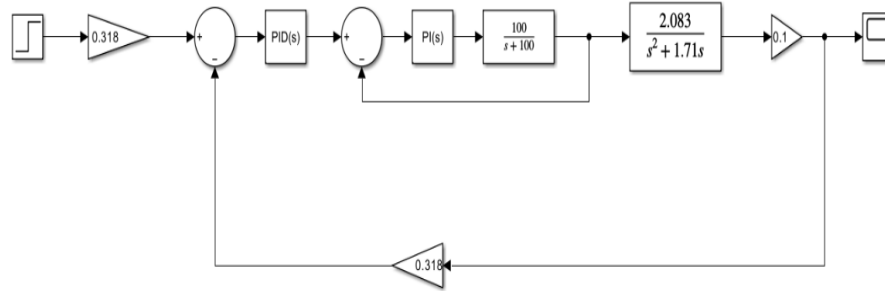 0.318
+
−
PID(s)
+
−
PI(s)
100
s + 100
2.083
s² + 1.71s
0.1
0.318